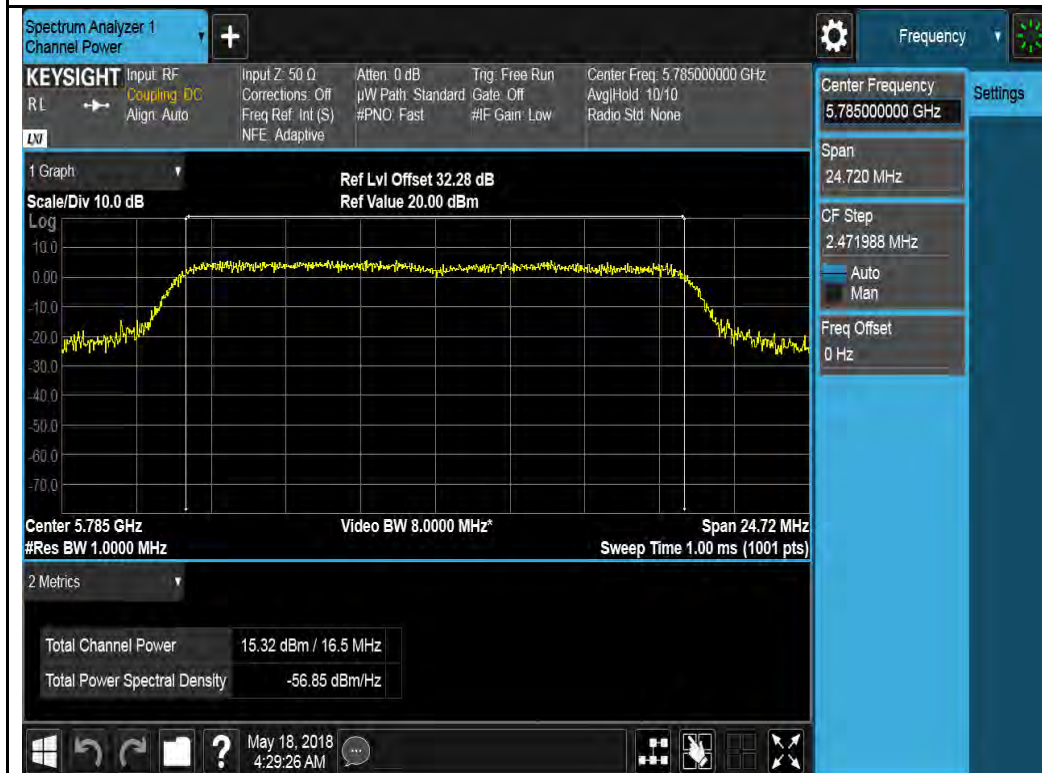 Spectrum Analyzer 1
Channel Power
+
Frequency
KEYSIGHT
RL
LXI
Input: RF
Coupling: DC
Align: Auto
Input Z: 50 Ω
Corrections: Off
Freq Ref: Int (S)
NFE: Adaptive
Atten: 0 dB
µW Path: Standard
#PNO: Fast
Trig: Free Run
Gate: Off
#IF Gain: Low
Center Freq: 5.785000000 GHz
Avg|Hold: 10/10
Radio Std: None
Center Frequency
5.785000000 GHz
Settings
Span
24.720 MHz
CF Step
2.471988 MHz
Auto
Man
Freq Offset
0 Hz
1 Graph
Scale/Div 10.0 dB
Ref Lvl Offset 32.28 dB
Ref Value 20.00 dBm
Log
10.0
0.00
-10.0
-20.0
-30.0
-40.0
-50.0
-60.0
-70.0
Center 5.785 GHz
#Res BW 1.0000 MHz
Video BW 8.0000 MHz*
Span 24.72 MHz
Sweep Time 1.00 ms (1001 pts)
2 Metrics
Total Channel Power 15.32 dBm / 16.5 MHz
Total Power Spectral Density -56.85 dBm/Hz
?
May 18, 2018
4:29:26 AM